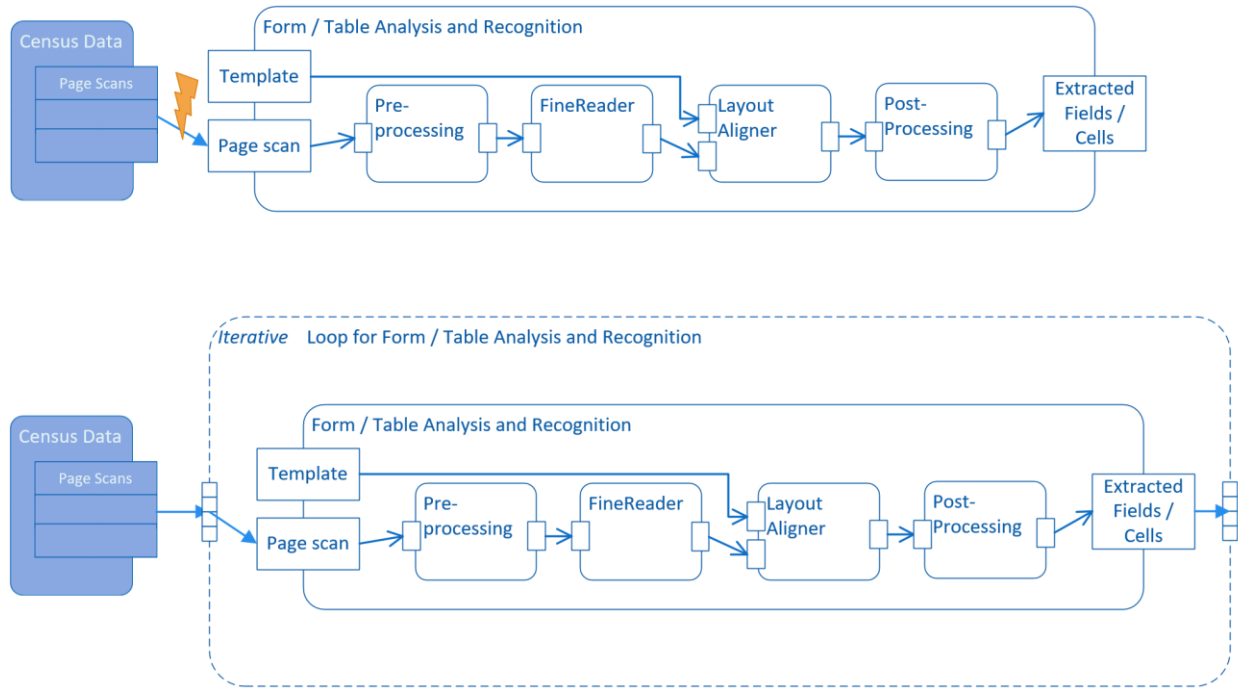 Form / Table Analysis and Recognition
Census Data
Page Scans
Template
Page scan
Pre-
processing
FineReader
Layout
Aligner
Post-
Processing
Extracted
Fields /
Cells
Iterative Loop for Form / Table Analysis and Recognition
Form / Table Analysis and Recognition
Census Data
Page Scans
Template
Page scan
Pre-
processing
FineReader
Layout
Aligner
Post-
Processing
Extracted
Fields /
Cells